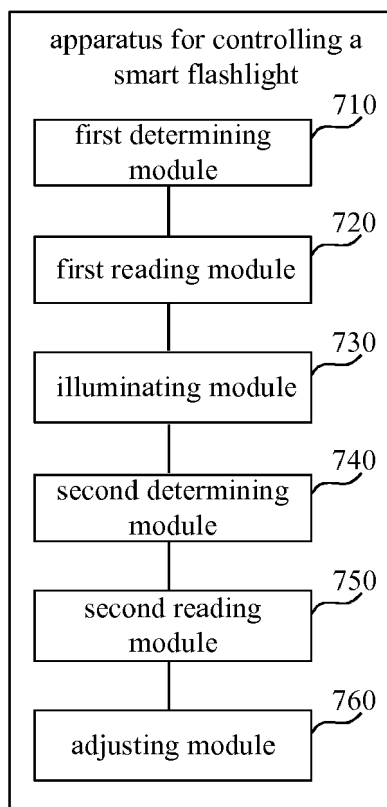 apparatus for controlling a
smart flashlight
710
first determining
module
720
first reading module
730
illuminating module
740
second determining
module
750
second reading
module
760
adjusting module